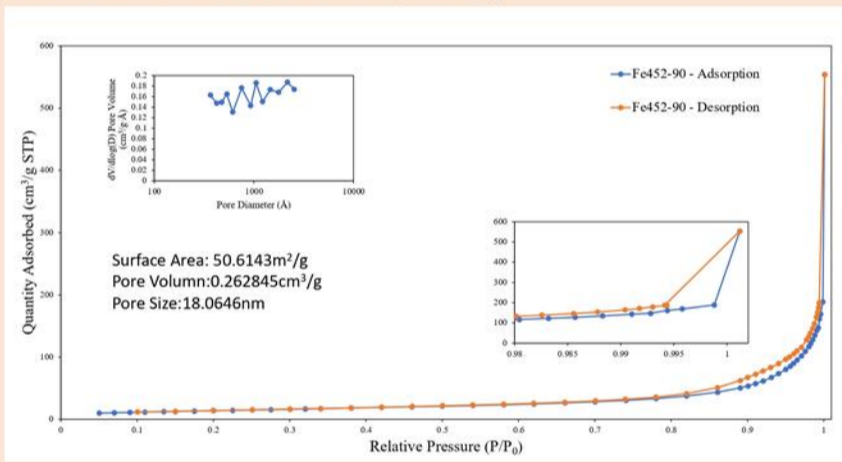 600
500
400
300
200
100
0
Quantity Adsorbed (cm³/g STP)
0 0.1 0.2 0.3 0.4 0.5 0.6 0.7 0.8 0.9 1
Relative Pressure (P/P₀)
Fe452-90 - Adsorption
Fe452-90 - Desorption
dV/dlog(D) Pore Volume
(cm³/g Å)
0.2
0.18
0.16
0.14
0.12
0.1
0.08
0.06
0.04
0.02
0
100 1000 10000
Pore Diameter (Å)
Surface Area: 50.6143m²/g
Pore Volumn:0.262845cm³/g
Pore Size:18.0646nm
600
500
400
300
200
100
0
0.98 0.985 0.99 0.995 1